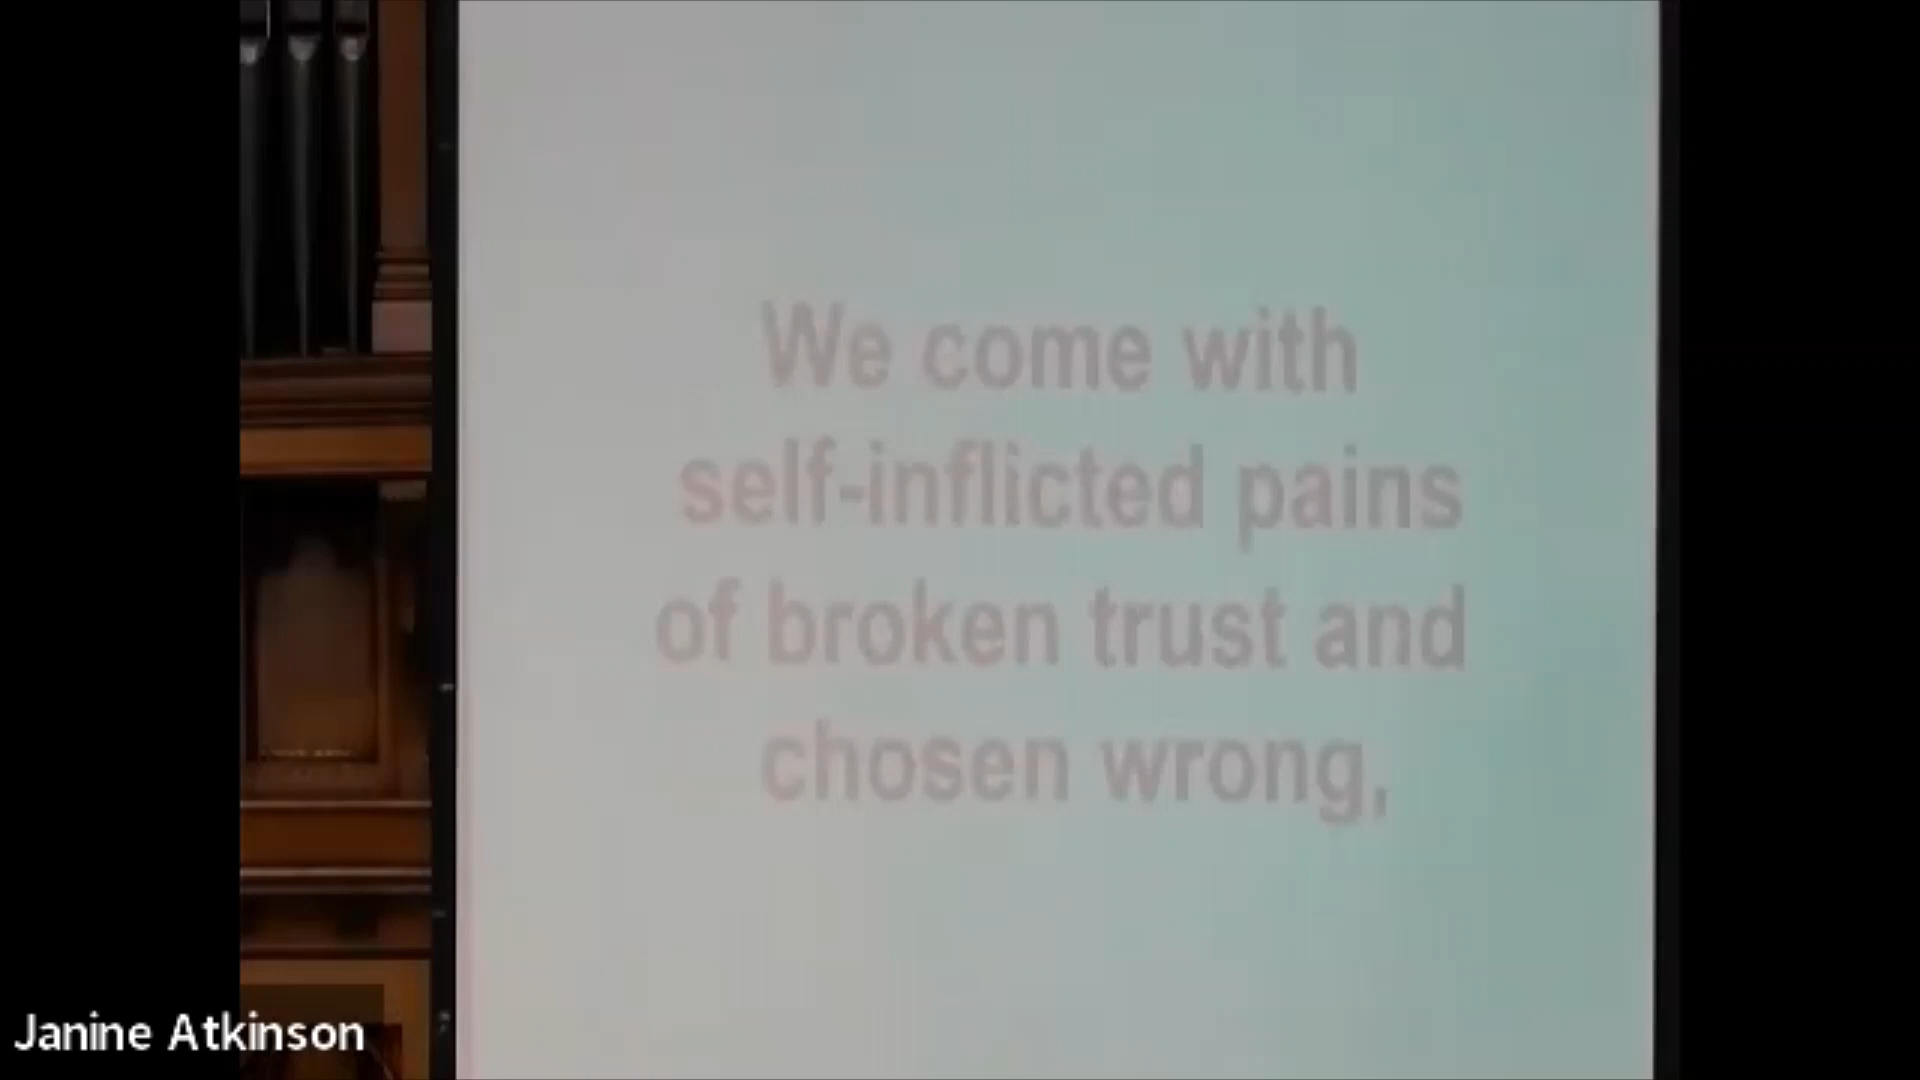 We come with
self-inflicted pains
of broken trust and
chosen wrong,
Janine Atkinson